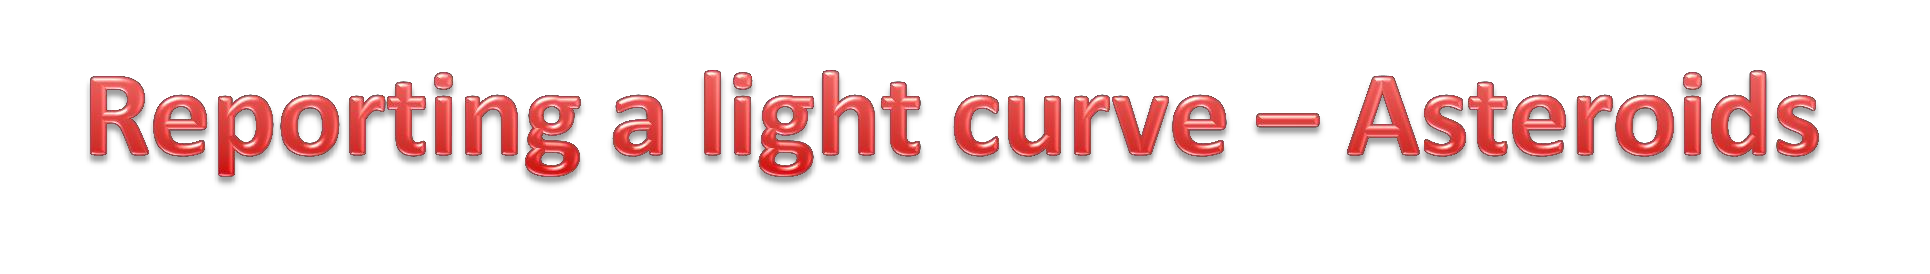 Reporting a light curve – Asteroids